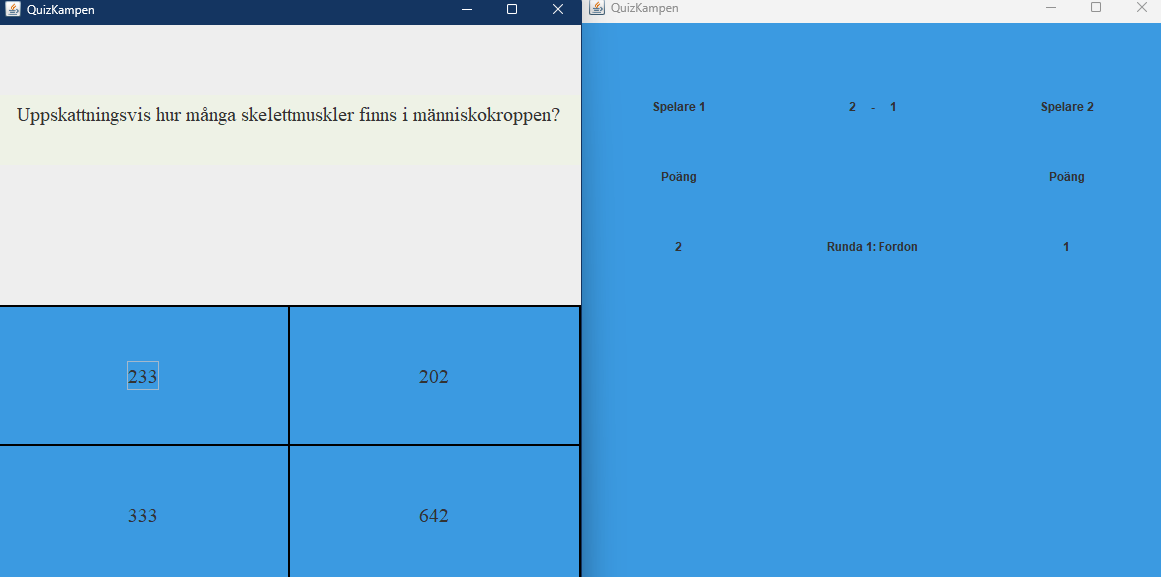 QuizKampen
Uppskattningsvis hur många skelettmuskler finns i människokroppen?
233
202
333
642
QuizKampen
Spelare 1
2 - 1
Spelare 2
Poäng
Poäng
2
Runda 1: Fordon
1